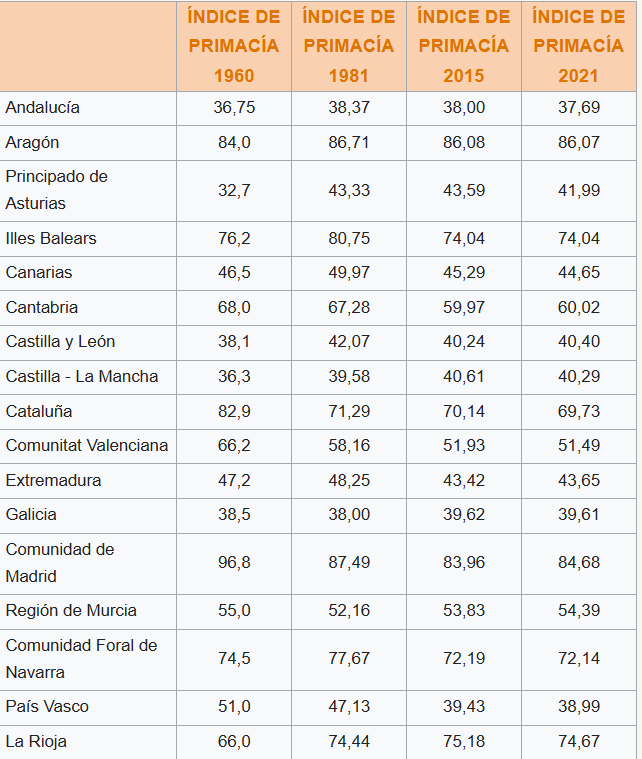 ÍNDICE DE PRIMACÍA 1960 ÍNDICE DE PRIMACÍA 1981 ÍNDICE DE PRIMACÍA 2015 ÍNDICE DE PRIMACÍA 2021
Andalucía 36,75 38,37 38,00 37,69
Aragón 84,0 86,71 86,08 86,07
Principado de Asturias 32,7 43,33 43,59 41,99
Illes Balears 76,2 80,75 74,04 74,04
Canarias 46,5 49,97 45,29 44,65
Cantabria 68,0 67,28 59,97 60,02
Castilla y León 38,1 42,07 40,24 40,40
Castilla - La Mancha 36,3 39,58 40,61 40,29
Cataluña 82,9 71,29 70,14 69,73
Comunitat Valenciana 66,2 58,16 51,93 51,49
Extremadura 47,2 48,25 43,42 43,65
Galicia 38,5 38,00 39,62 39,61
Comunidad de Madrid 96,8 87,49 83,96 84,68
Región de Murcia 55,0 52,16 53,83 54,39
Comunidad Foral de Navarra 74,5 77,67 72,19 72,14
País Vasco 51,0 47,13 39,43 38,99
La Rioja 66,0 74,44 75,18 74,67